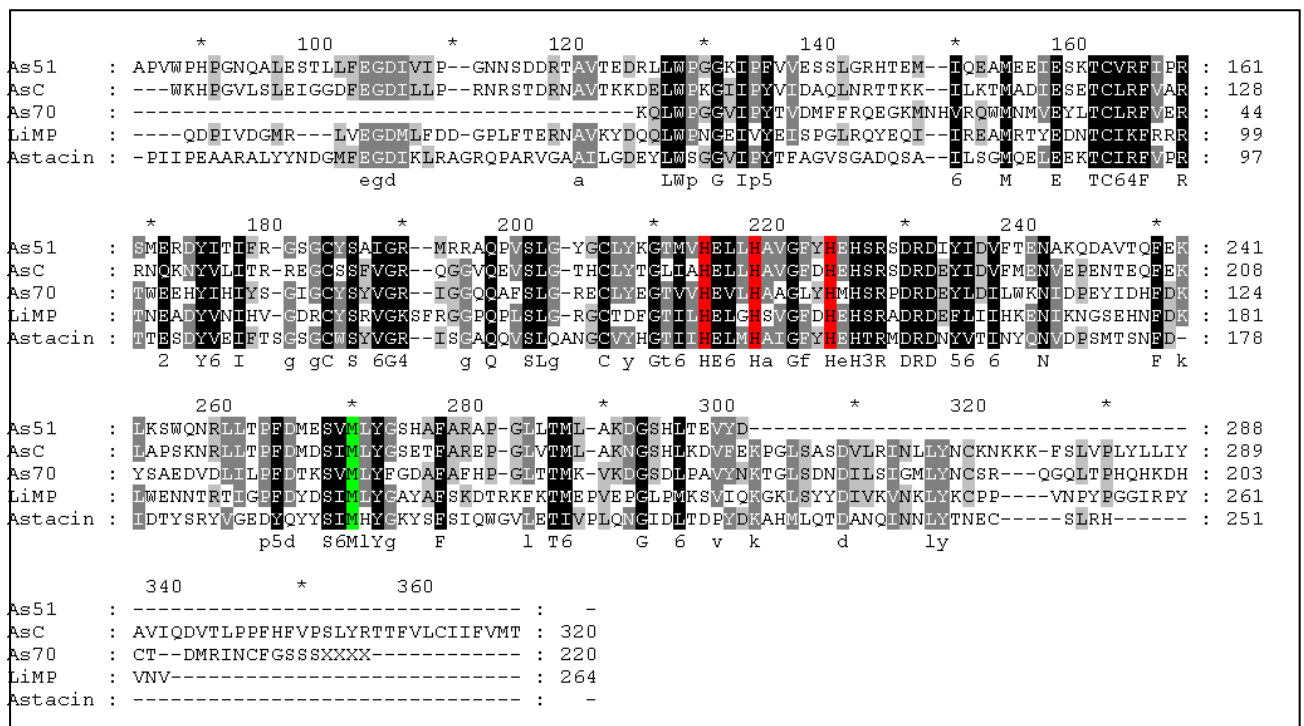 * 100 * 120 * 140 * 160
As51 : APVWPHPGNQALESTLLFEGDIVIP--GNNSDDRTAVTEDRLLWPGGKIPFVVESSLGRHTEM--IQEAMEEIESKTCVRFIPR : 161
AsC : ---WKHPGVLSLEIGGDFEGDILLP--RNRSTDRNAVTKKDELWPKGIIPYVIDAQLNRTTKK--ILKTMADIESETCLRFVAR : 128
As70 : ----------------------------------------KQLWPGGVIPYTVDMFFRQEGKMNHVRQWMNMVEYLTCLRFVER : 44
LiMP : ----QDPIVDGMR---LVEGDMLFDD-GPLFTERNAVKYDQQLWPNGEIVYEISPGLRQYEQI--IREAMRTYEDNTCIKFRRR : 99
Astacin : -PIIPEAARALYYNDGMFEGDIKLRAGRQPARVGAAILGDEYLWSGGVIPYTFAGVSGADQSA--ILSGMQELEEKTCIRFVPR : 97
egd a LWp G Ip5 6 M E TC64F R
* 180 * 200 * 220 * 240 *
As51 : SMERDYITIFR-GSGCYSAIGR--MRRAQPVSLG-YGCLYKGTMVHELLHAVGFYHEHSRSDRDIYIDVFTENAKQDAVTQFEK : 241
AsC : RNQKNYVLITR-REGCSSFVGR--QGGVQEVSLG-THCLYTGLIAHELLHAVGFDHEHSRSDRDEYIDVFMENVEPENTEQFEK : 208
As70 : TWEEHYIHIYS-GIGCYSYVGR--IGGQQAFSLG-RECLYEGTVVHEVLHAAGLYHMHSRPDRDEYLDILWKNIDPEYIDHFDK : 124
LiMP : TNEADYVNIHV-GDRCYSRVGKSFRGGPQPLSLG-RGCTDFGTILHELGHSVGFDHEHSRADRDEFLIIHKENIKNGSEHNFDK : 181
Astacin : TTESDYVEIFTSGSGCWSYVGR--ISGAQQVSLQANGCVYHGTIIHELMHAIGFYHEHTRMDRDNYVTINYQNVDPSMTSNFD- : 178
2 Y6 I g gC S 6G4 g Q SLg C y Gt6 HE6 Ha Gf HeH3R DRD 56 6 N F k
260 * 280 * 300 * 320 *
As51 : LKSWQNRLLTPFDMESVMLYGSHAFARAP-GLLTML-AKDGSHLTEVYD----------------------------------- : 288
AsC : LAPSKNRLLTPFDMDSIMLYGSETFAREP-GLVTML-AKNGSHLKDVFEKPGLSASDVLRINLLYNCKNKKK-FSLVPLYLLIY : 289
As70 : YSAEDVDLILPFDTKSVMLYFGDAFAFHP-GLTTMK-VKDGSDLPAVYNKTGLSDNDILSIGMLYNCSR---QGQLTPHQHKDH : 203
LiMP : LWENNTRTIGPFDYDSIMLYGAYAFSKDTRKFKTMEPVEPGLPMKSVIQKGKLSYYDIVKVNKLYKCPP----VNPYPGGIRPY : 261
Astacin : IDTYSRYVGEDYQYYSIMHYGKYSFSIQWGVLETIVPLQNGIDLTDPYDKAHMLQTDANQINNLYTNEC-----SLRH------ : 251
p5d S6MlYg F l T6 G 6 v k d ly
340 * 360
As51 : -------------------------------- : -
AsC : AVIQDVTLPPFHFVPSLYRTTFVLCIIFVMT : 320
As70 : CT--DMRINCFGSSSXXXX------------ : 220
LiMP : VNV---------------------------- : 264
Astacin : ------------------------------- : -